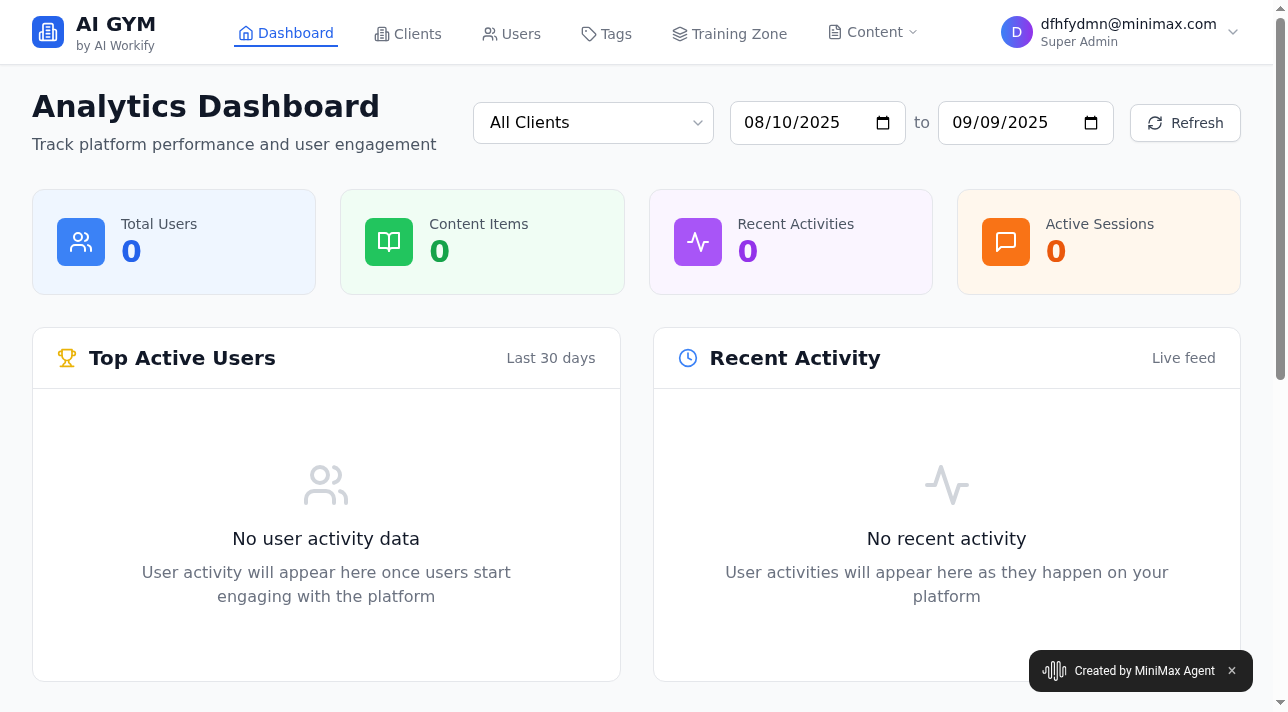 AI GYM
by AI Workify
Dashboard
Clients
Users
Tags
Training Zone
Content
D
dfhfydmn@minimax.com
Super Admin
Analytics Dashboard
Track platform performance and user engagement
All Clients
08/10/2025
to
09/09/2025
Refresh
Total Users
0
Content Items
0
Recent Activities
0
Active Sessions
0
Top Active Users
Last 30 days
No user activity data
User activity will appear here once users start
engaging with the platform
Recent Activity
Live feed
No recent activity
User activities will appear here as they happen on your
platform
Created by MiniMax Agent